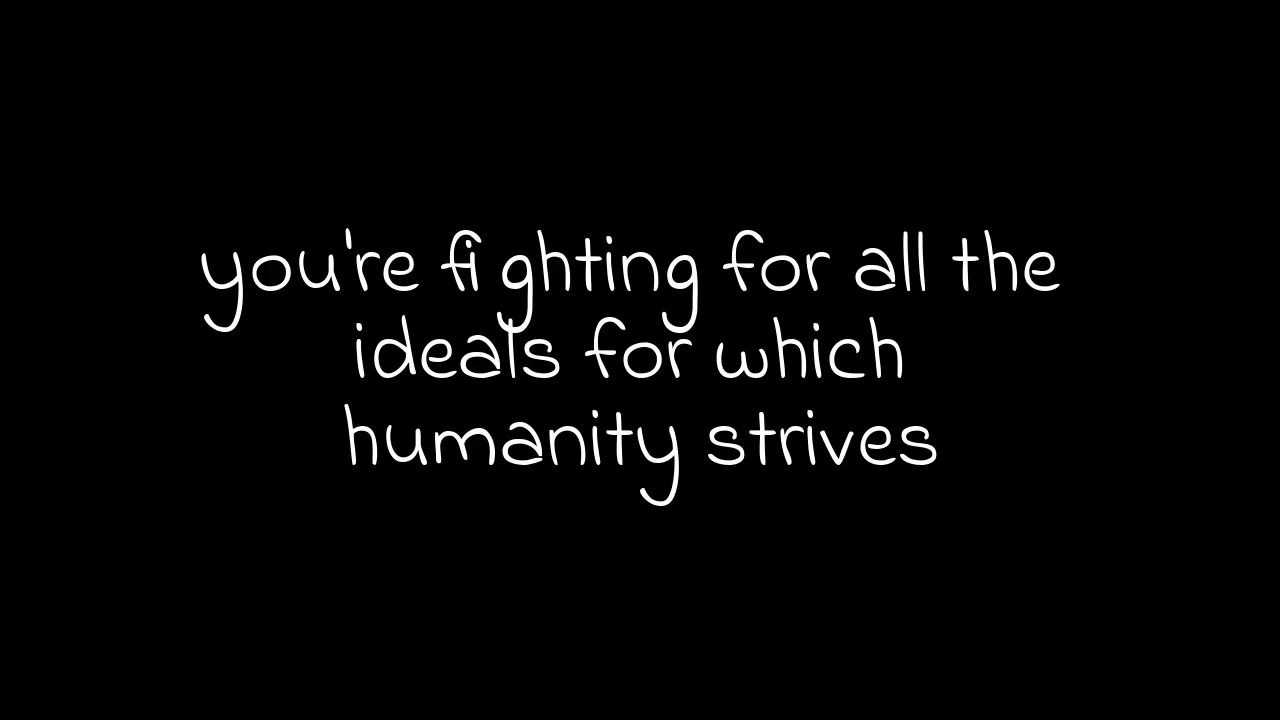 you're fighting for all the
ideals for which
humanity strives